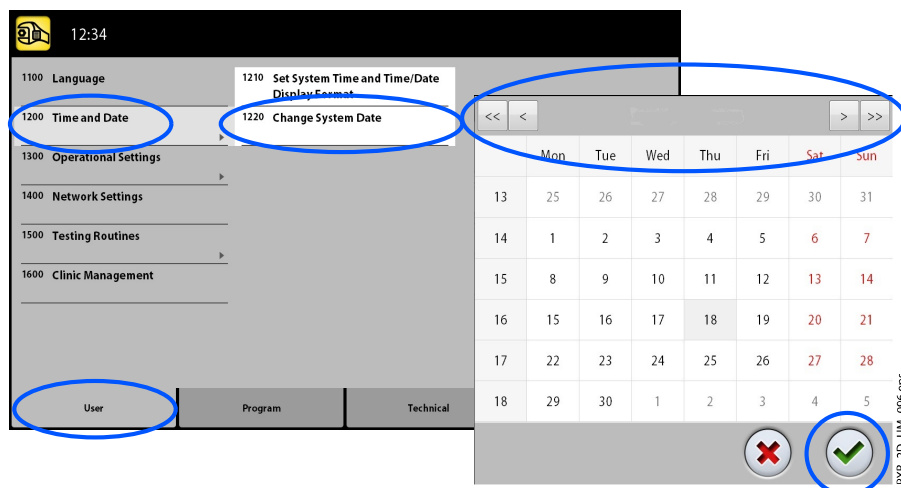 12:34
1100 Language
1200 Time and Date
1300 Operational Settings
1400 Network Settings
1500 Testing Routines
1600 Clinic Management
1210 Set System Time and Time/Date
Display Format
1220 Change System Date
User Program Technical
<< < > >>
Mon Tue Wed Thu Fri Sat Sun
13 25 26 27 28 29 30 31
14 1 2 3 4 5 6 7
15 8 9 10 11 12 13 14
16 15 16 17 18 19 20 21
17 22 23 24 25 26 27 28
18 29 30 1 2 3 4 5